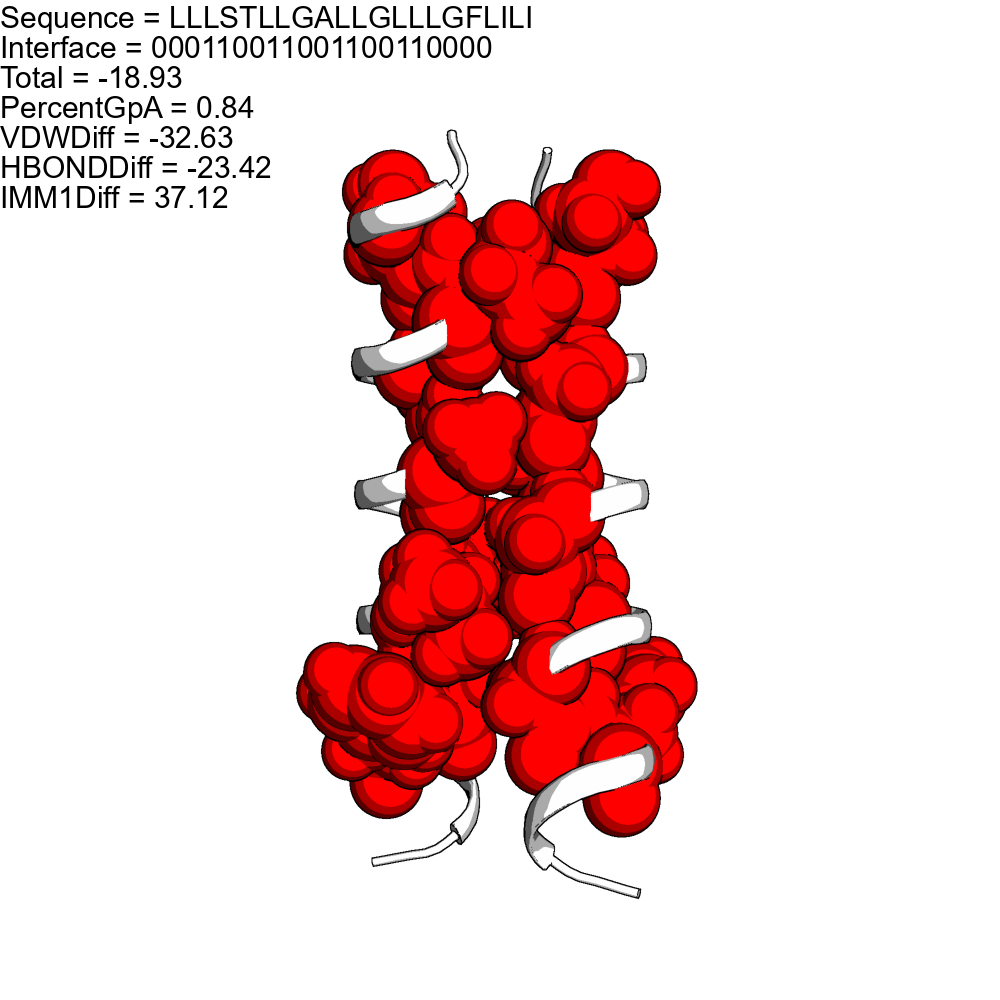 Sequence = LLLSTLLGALLGLLLGFLILI
Interface = 000110011001100110000
Total = -18.93
PercentGpA = 0.84
VDWDiff = -32.63
HBONDDiff = -23.42
IMM1Diff = 37.12